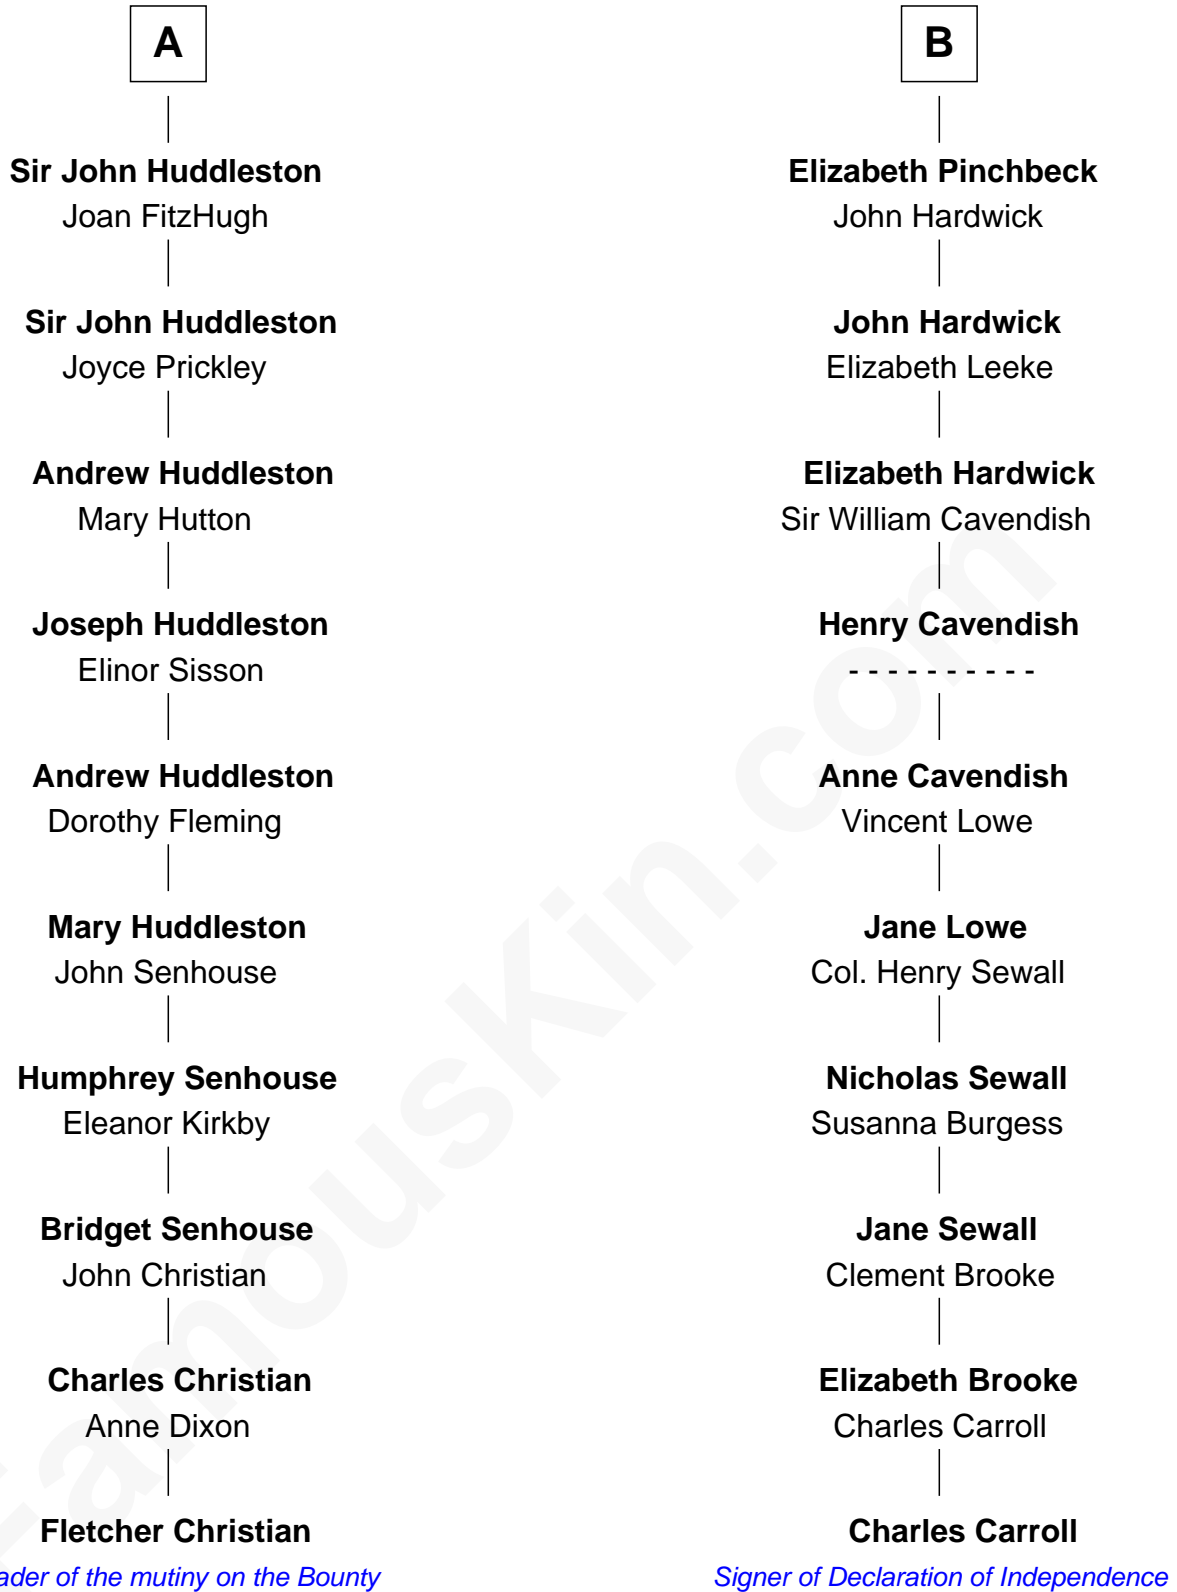 A
Sir John Huddleston
Joan FitzHugh
Sir John Huddleston
Joyce Prickley
Andrew Huddleston
Mary Hutton
Joseph Huddleston
Elinor Sisson
Andrew Huddleston
Dorothy Fleming
Mary Huddleston
John Senhouse
Humphrey Senhouse
Eleanor Kirkby
Bridget Senhouse
John Christian
Charles Christian
Anne Dixon
Fletcher Christian
ader of the mutiny on the Bounty
B
Elizabeth Pinchbeck
John Hardwick
John Hardwick
Elizabeth Leeke
Elizabeth Hardwick
Sir William Cavendish
Henry Cavendish
- - - - - - - - - -
Anne Cavendish
Vincent Lowe
Jane Lowe
Col. Henry Sewall
Nicholas Sewall
Susanna Burgess
Jane Sewall
Clement Brooke
Elizabeth Brooke
Charles Carroll
Charles Carroll
Signer of Declaration of Independence
FamousKin.com